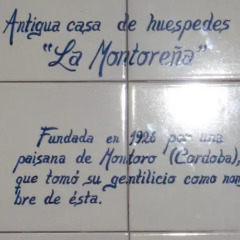 Antigua casa de huespedes
"La Montoreña"
Fundada en 1926 por una
paisana de Montoro (Cordoba),
que tomó su gentilicio como nom
bre de ésta.